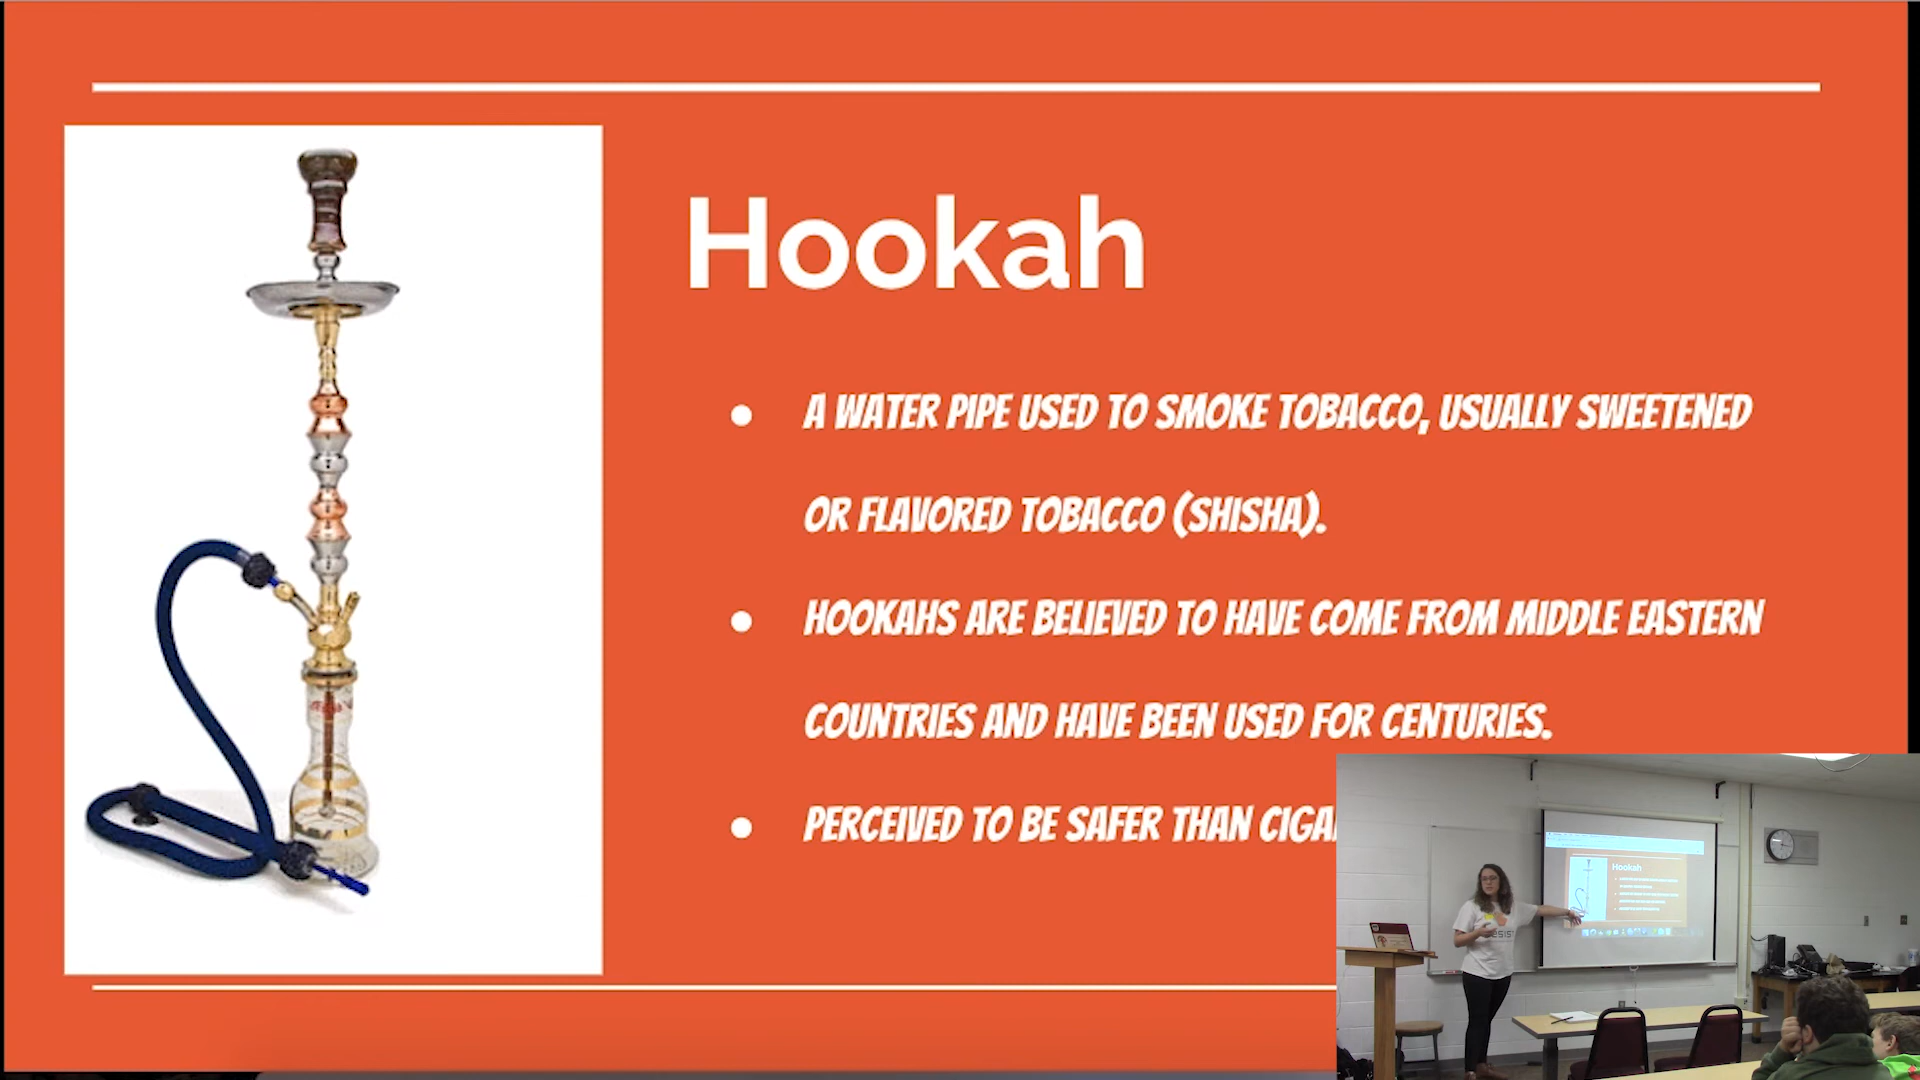 Hookah
A WATER PIPE USED TO SMOKE TOBACCO, USUALLY SWEETENED
OR FLAVORED TOBACCO (SHISHA).
HOOKAHS ARE BELIEVED TO HAVE COME FROM MIDDLE EASTERN
COUNTRIES AND HAVE BEEN USED FOR CENTURIES.
PERCEIVED TO BE SAFER THAN
Hookah